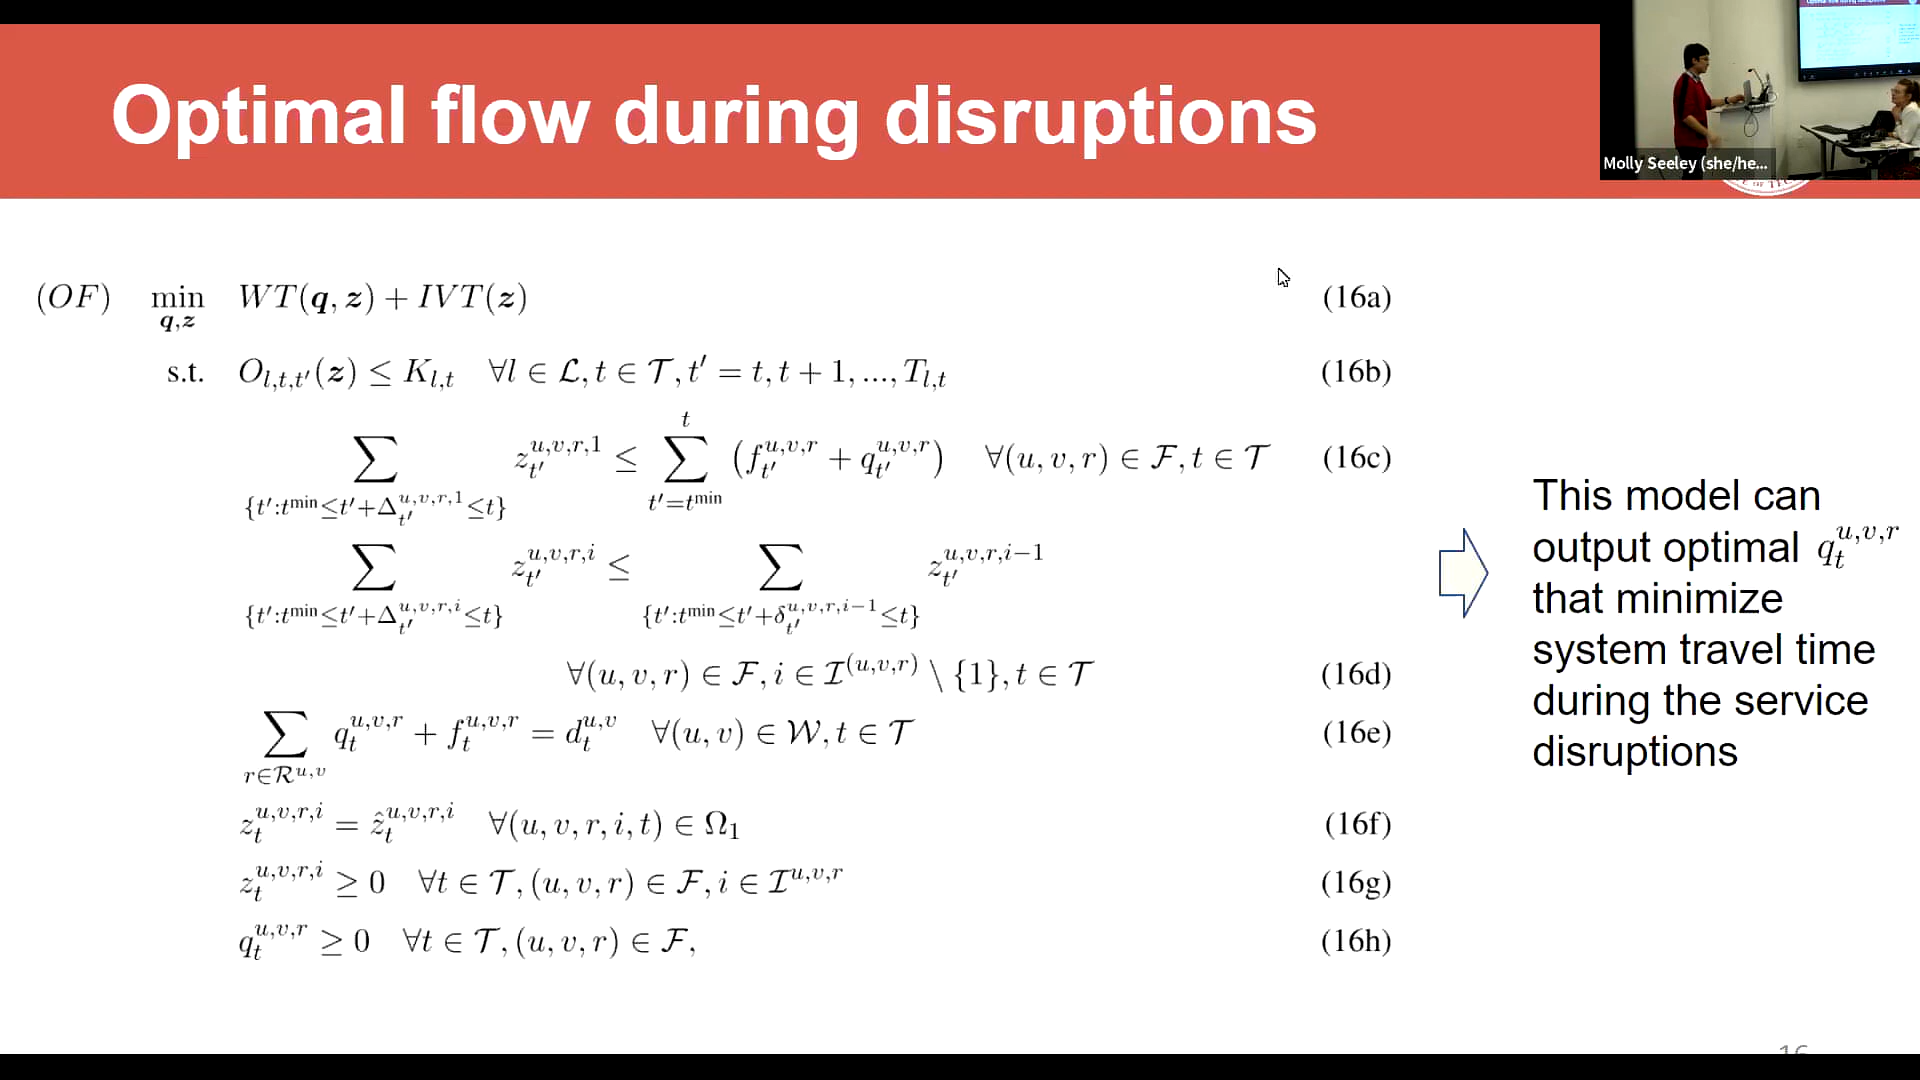 Optimal flow during disruptions
Molly Seeley (she/he...
(OF) min_{q,z} WT(q, z) + IVT(z) (16a)
s.t. O_{l,t,t'}(z) ≤ K_{l,t} ∀l ∈ ℒ, t ∈ 𝒯, t' = t, t + 1, ..., T_{l,t} (16b)
∑_{{t':t^{min}≤t'+Δ_{t'}^{u,v,r,1}≤t}} z_{t'}^{u,v,r,1} ≤ ∑_{t'=t^{min}}^{t} (f_{t'}^{u,v,r} + q_{t'}^{u,v,r}) ∀(u, v, r) ∈ ℱ, t ∈ 𝒯 (16c)
∑_{{t':t^{min}≤t'+Δ_{t'}^{u,v,r,i}≤t}} z_{t'}^{u,v,r,i} ≤ ∑_{{t':t^{min}≤t'+δ_{t'}^{u,v,r,i−1}≤t}} z_{t'}^{u,v,r,i−1}
∀(u, v, r) ∈ ℱ, i ∈ ℐ^{(u,v,r)} \ {1}, t ∈ 𝒯 (16d)
∑_{r∈ℛ^{u,v}} q_t^{u,v,r} + f_t^{u,v,r} = d_t^{u,v} ∀(u, v) ∈ 𝒲, t ∈ 𝒯 (16e)
z_t^{u,v,r,i} = ẑ_t^{u,v,r,i} ∀(u, v, r, i, t) ∈ Ω_1 (16f)
z_t^{u,v,r,i} ≥ 0 ∀t ∈ 𝒯, (u, v, r) ∈ ℱ, i ∈ ℐ^{u,v,r} (16g)
q_t^{u,v,r} ≥ 0 ∀t ∈ 𝒯, (u, v, r) ∈ ℱ, (16h)
This model can
output optimal q_t^{u,v,r}
that minimize
system travel time
during the service
disruptions